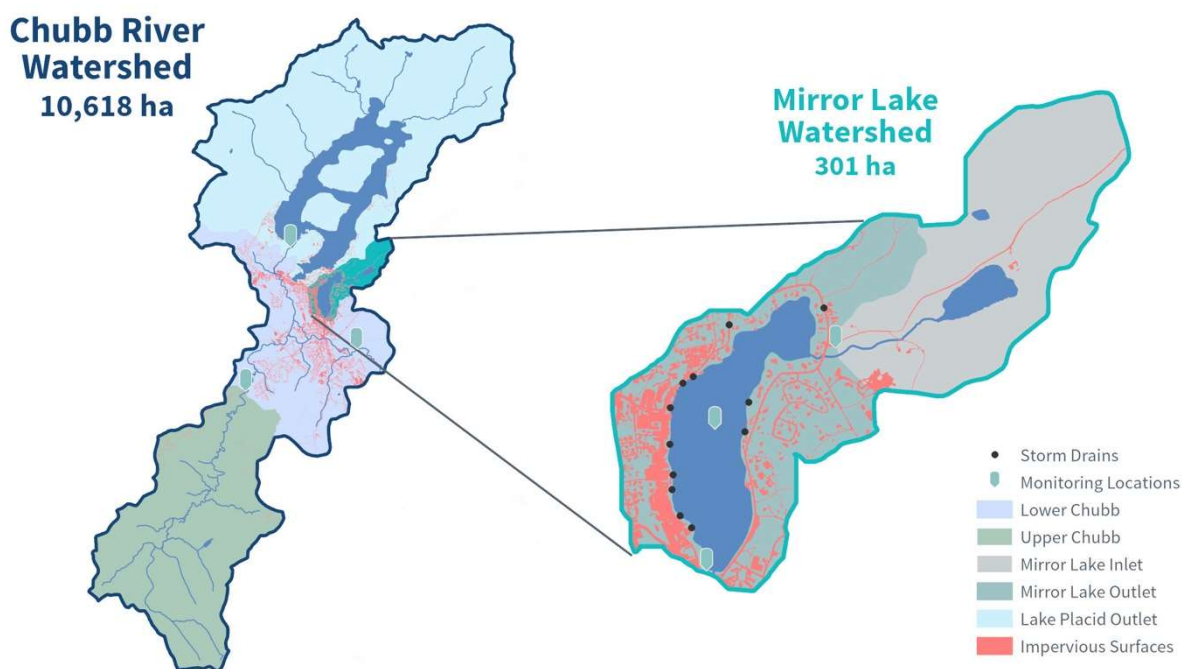 Chubb River
Watershed
10,618 ha
Mirror Lake
Watershed
301 ha
Storm Drains
Monitoring Locations
Lower Chubb
Upper Chubb
Mirror Lake Inlet
Mirror Lake Outlet
Lake Placid Outlet
Impervious Surfaces